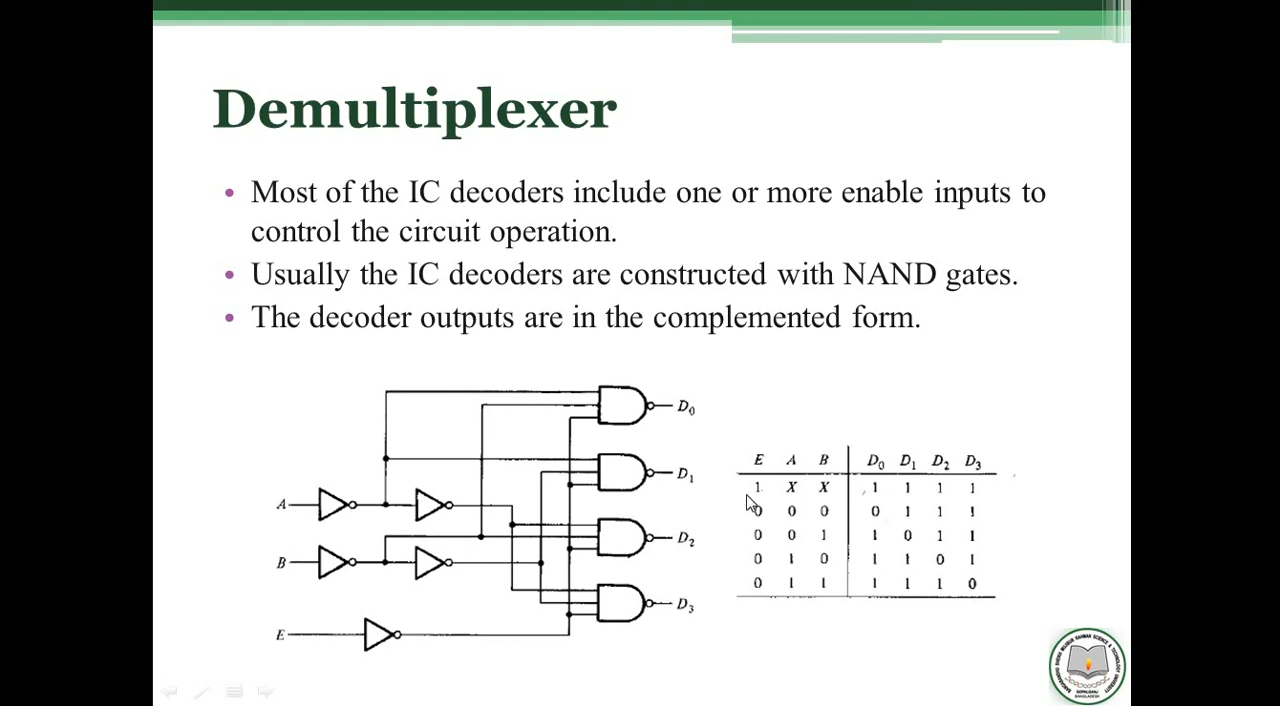 Demultiplexer
• Most of the IC decoders include one or more enable inputs to
control the circuit operation.
• Usually the IC decoders are constructed with NAND gates.
• The decoder outputs are in the complemented form.
D0
D1
A
D2
B
D3
E
E A B D0 D1 D2 D3
1 X X 1 1 1 1
0 0 0 0 1 1 1
0 0 1 1 0 1 1
0 1 0 1 1 0 1
0 1 1 1 1 1 0
GOPALGANJ
BANGLADESH